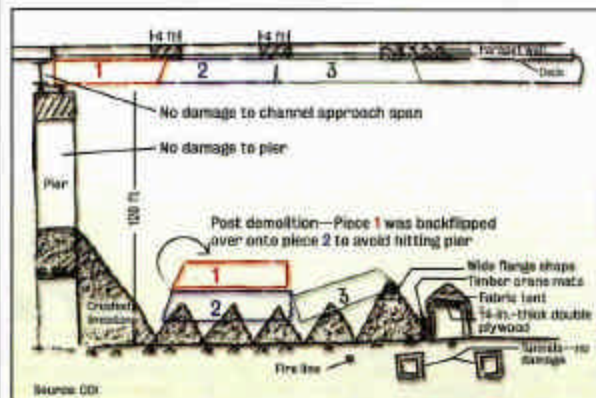 4 ft
4 ft
Parapet wall
Deck
1
2
3
No damage to channel approach span
No damage to pier
Pier
120 ft
Post demolition—Piece 1 was backflipped
over onto piece 2 to avoid hitting pier
1
2
3
Wide flange shape
Timber crane mats
Fabric tent
¾-in.-thick double
plywood
Crushed
limestone
Fire line
Tunnels—no
damage
Source: CDI